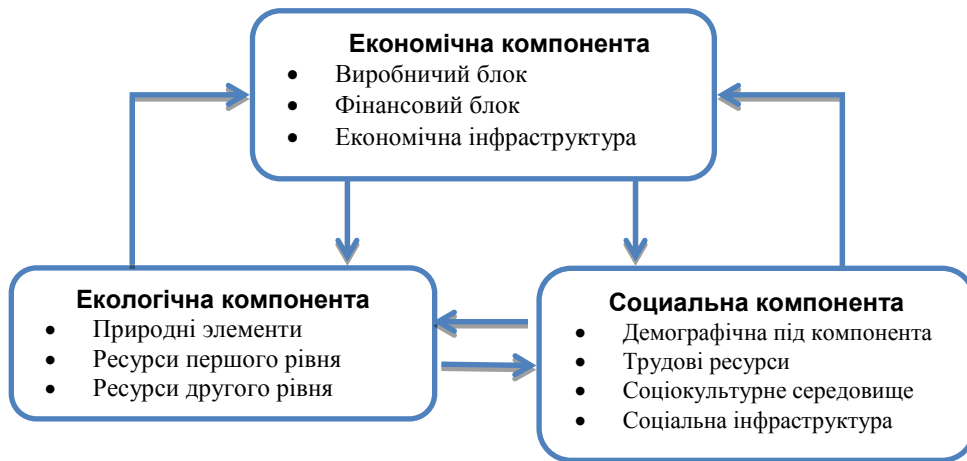 Економічна компонента
• Виробничий блок
• Фінансовий блок
• Економічна інфраструктура
Екологічна компонента
• Природні элементи
• Ресурси першого рівня
• Ресурси другого рівня
Социальна компонента
• Демографічна під компонента
• Трудові ресурси
• Соціокультурне середовище
• Соціальна інфраструктура